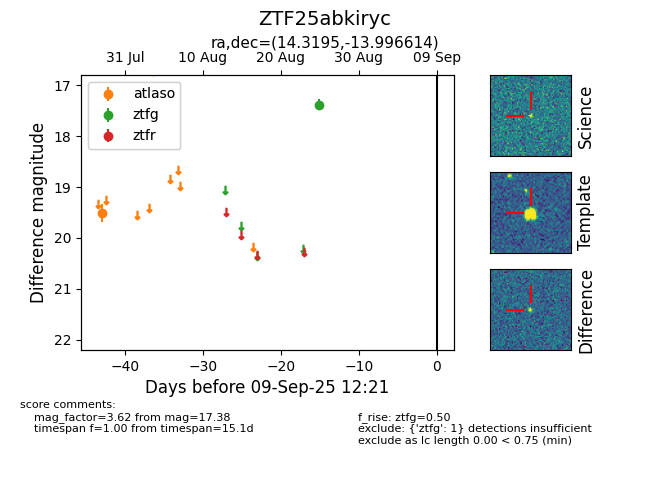 ZTF25abkiryc
ra,dec=(14.3195,-13.996614)
31 Jul 10 Aug 20 Aug 30 Aug 09 Sep
atlaso
ztfg
ztfr
17
18
19
20
21
22
Difference magnitude
−40 −30 −20 −10 0
Days before 09-Sep-25 12:21
Science
Template
Difference
score comments:
mag_factor=3.62 from mag=17.38
timespan f=1.00 from timespan=15.1d
f_rise: ztfg=0.50
exclude: {'ztfg': 1} detections insufficient
exclude as lc length 0.00 < 0.75 (min)